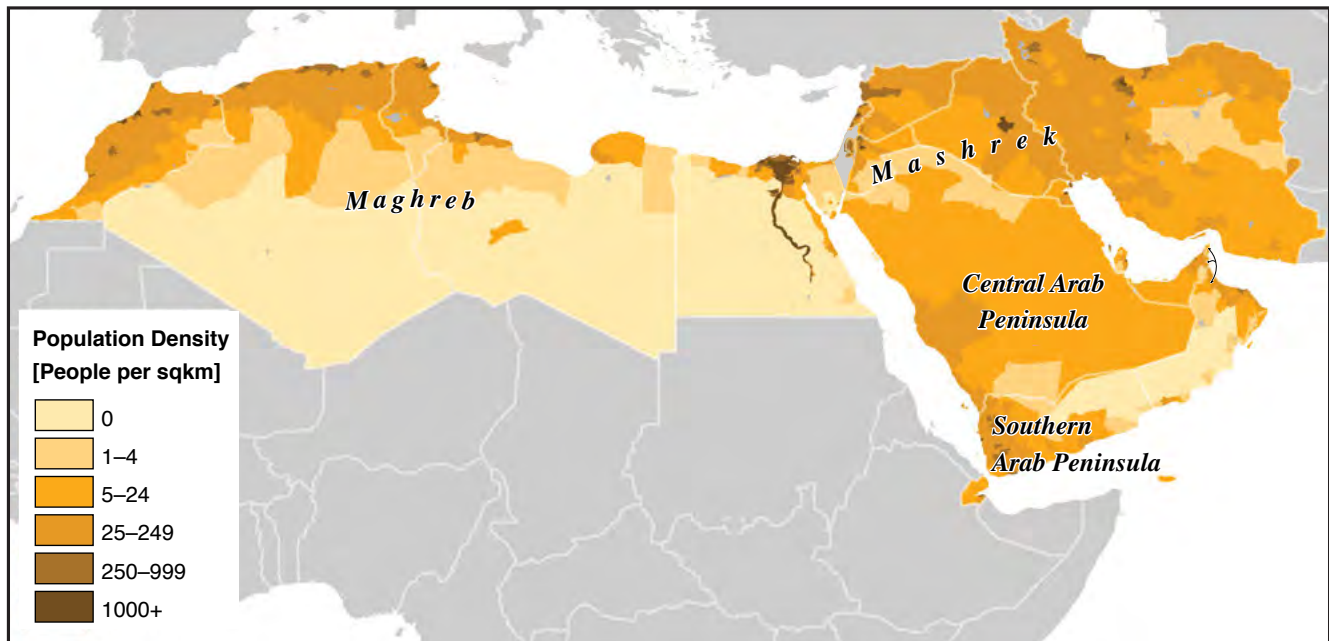 Mashrek
Maghreb
Central Arab
Peninsula
Southern
Arab Peninsula
Population Density
[People per sqkm]
0
1–4
5–24
25–249
250–999
1000+